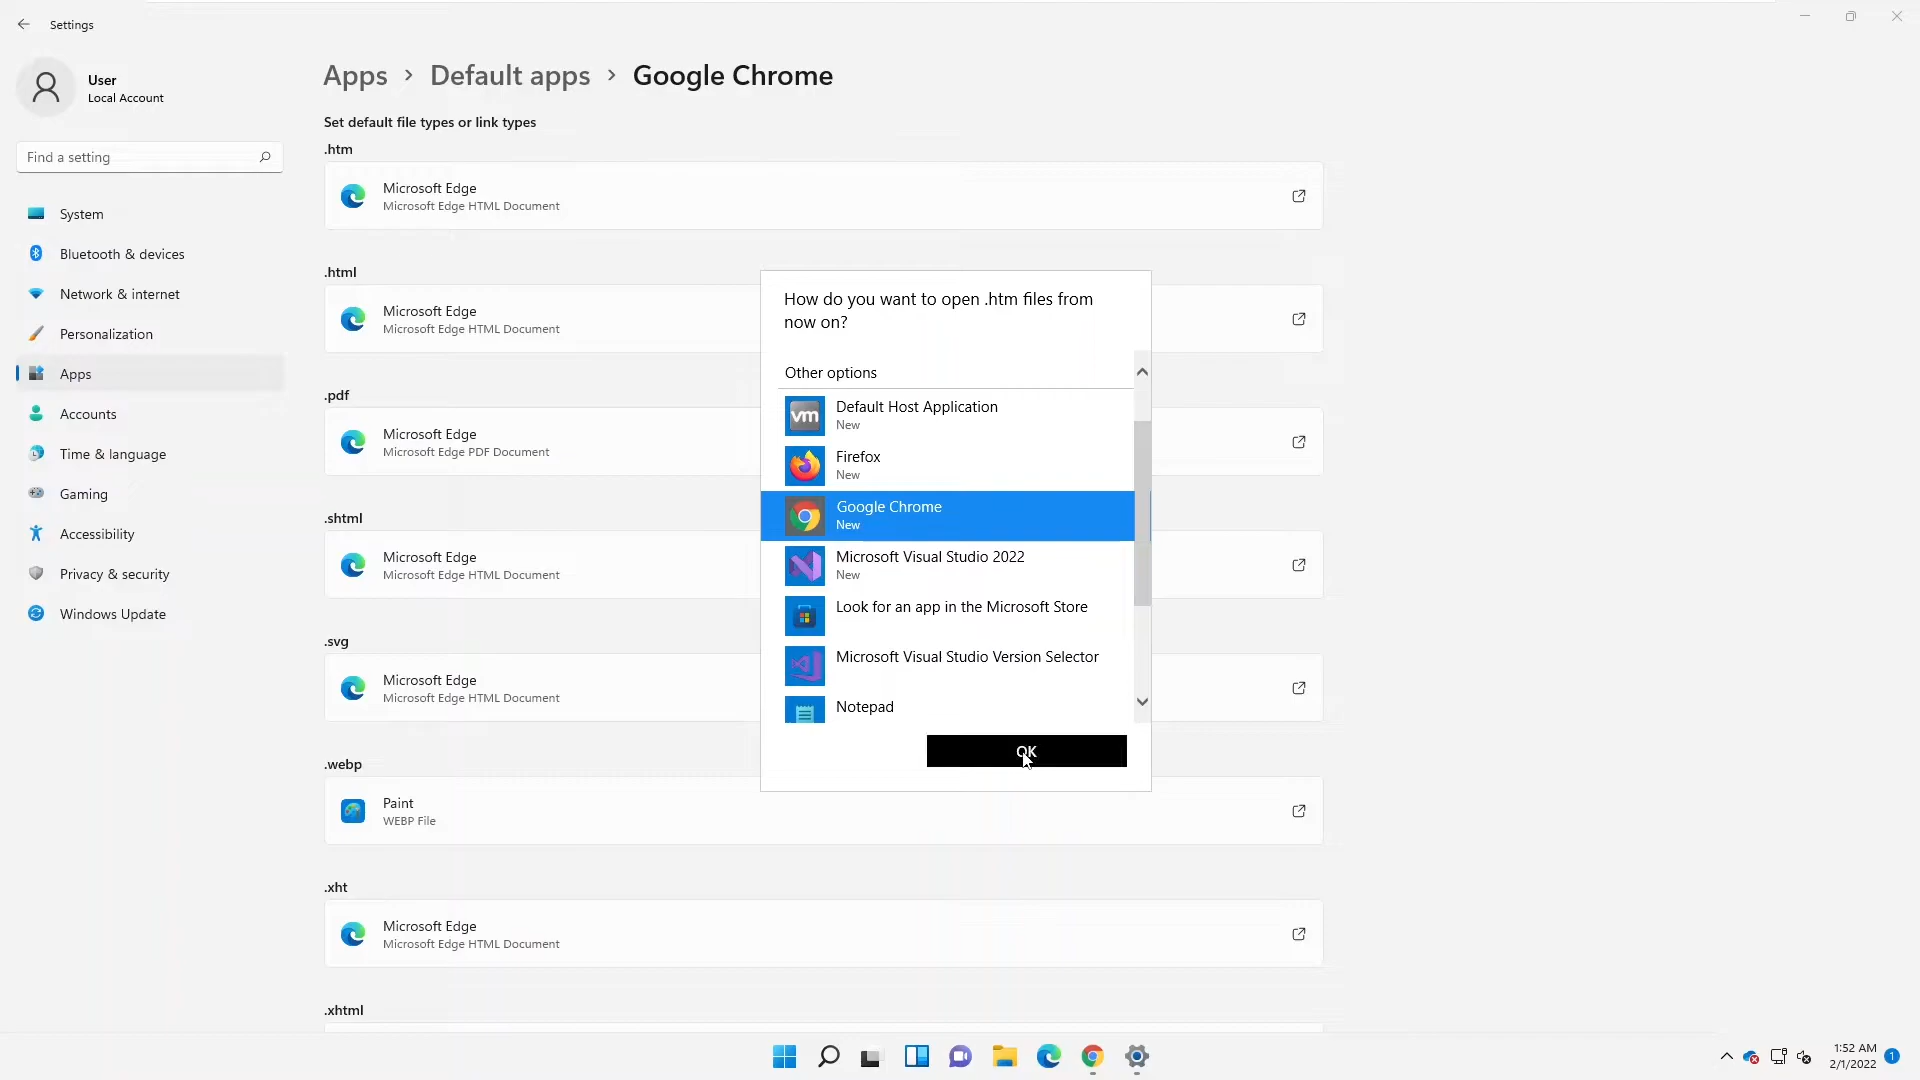 Settings
User
Local Account
Find a setting
System
Bluetooth & devices
Network & internet
Personalization
Apps
Accounts
Time & language
Gaming
Accessibility
Privacy & security
Windows Update
Apps > Default apps > Google Chrome
Set default file types or link types
.htm
Microsoft Edge
Microsoft Edge HTML Document
.html
Microsoft Edge
Microsoft Edge HTML Document
.pdf
Microsoft Edge
Microsoft Edge PDF Document
.shtml
Microsoft Edge
Microsoft Edge HTML Document
.svg
Microsoft Edge
Microsoft Edge HTML Document
.webp
Paint
WEBP File
.xht
Microsoft Edge
Microsoft Edge HTML Document
.xhtml
How do you want to open .htm files from
now on?
Other options
vm
Default Host Application
New
Firefox
New
Google Chrome
New
Microsoft Visual Studio 2022
New
Look for an app in the Microsoft Store
Microsoft Visual Studio Version Selector
Notepad
OK
1:52 AM
2/1/2022
1